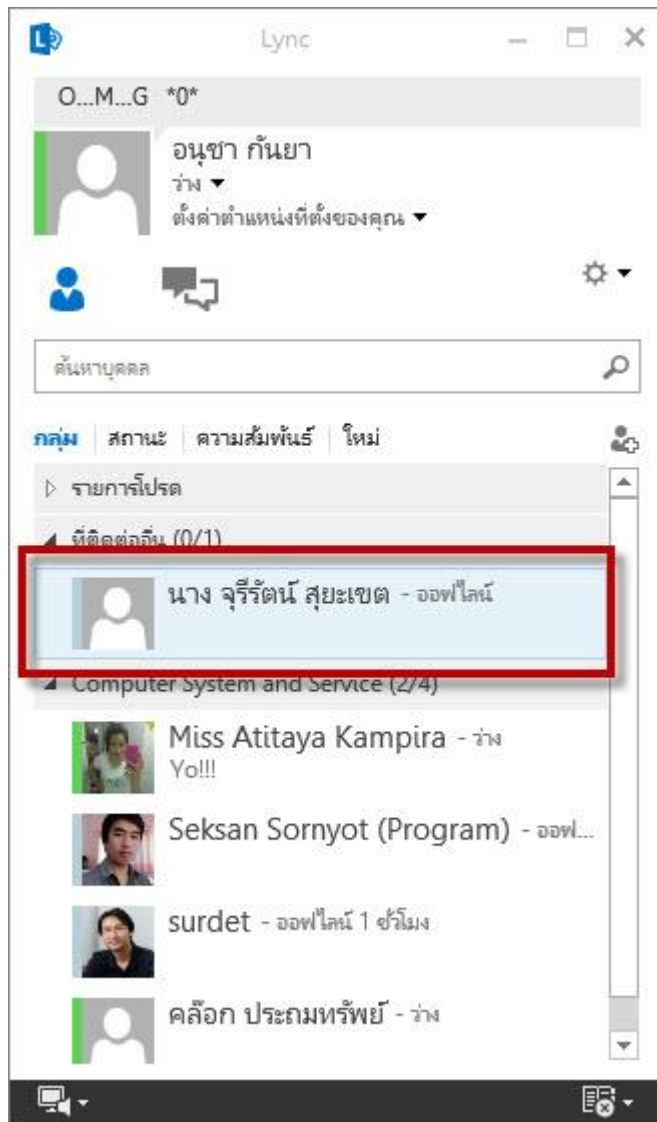 Lync
O...M...G *0*
อนุชา กันยา
ว่าง
ตั้งค่าตำแหน่งที่ตั้งของคุณ
ค้นหาบุคคล
กลุ่ม สถานะ ความสัมพันธ์ ใหม่
รายการโปรด
ที่ติดต่ออื่น (0/1)
นาง จุรีรัตน์ สุยะเขต - ออฟไลน์
Computer System and Service (2/4)
Miss Atitaya Kampira - ว่าง
Yo!!!
Seksan Sornyot (Program) - ออฟ...
surdet - ออฟไลน์ 1 ชั่วโมง
คล๊อก ประถมทรัพย์ - ว่าง